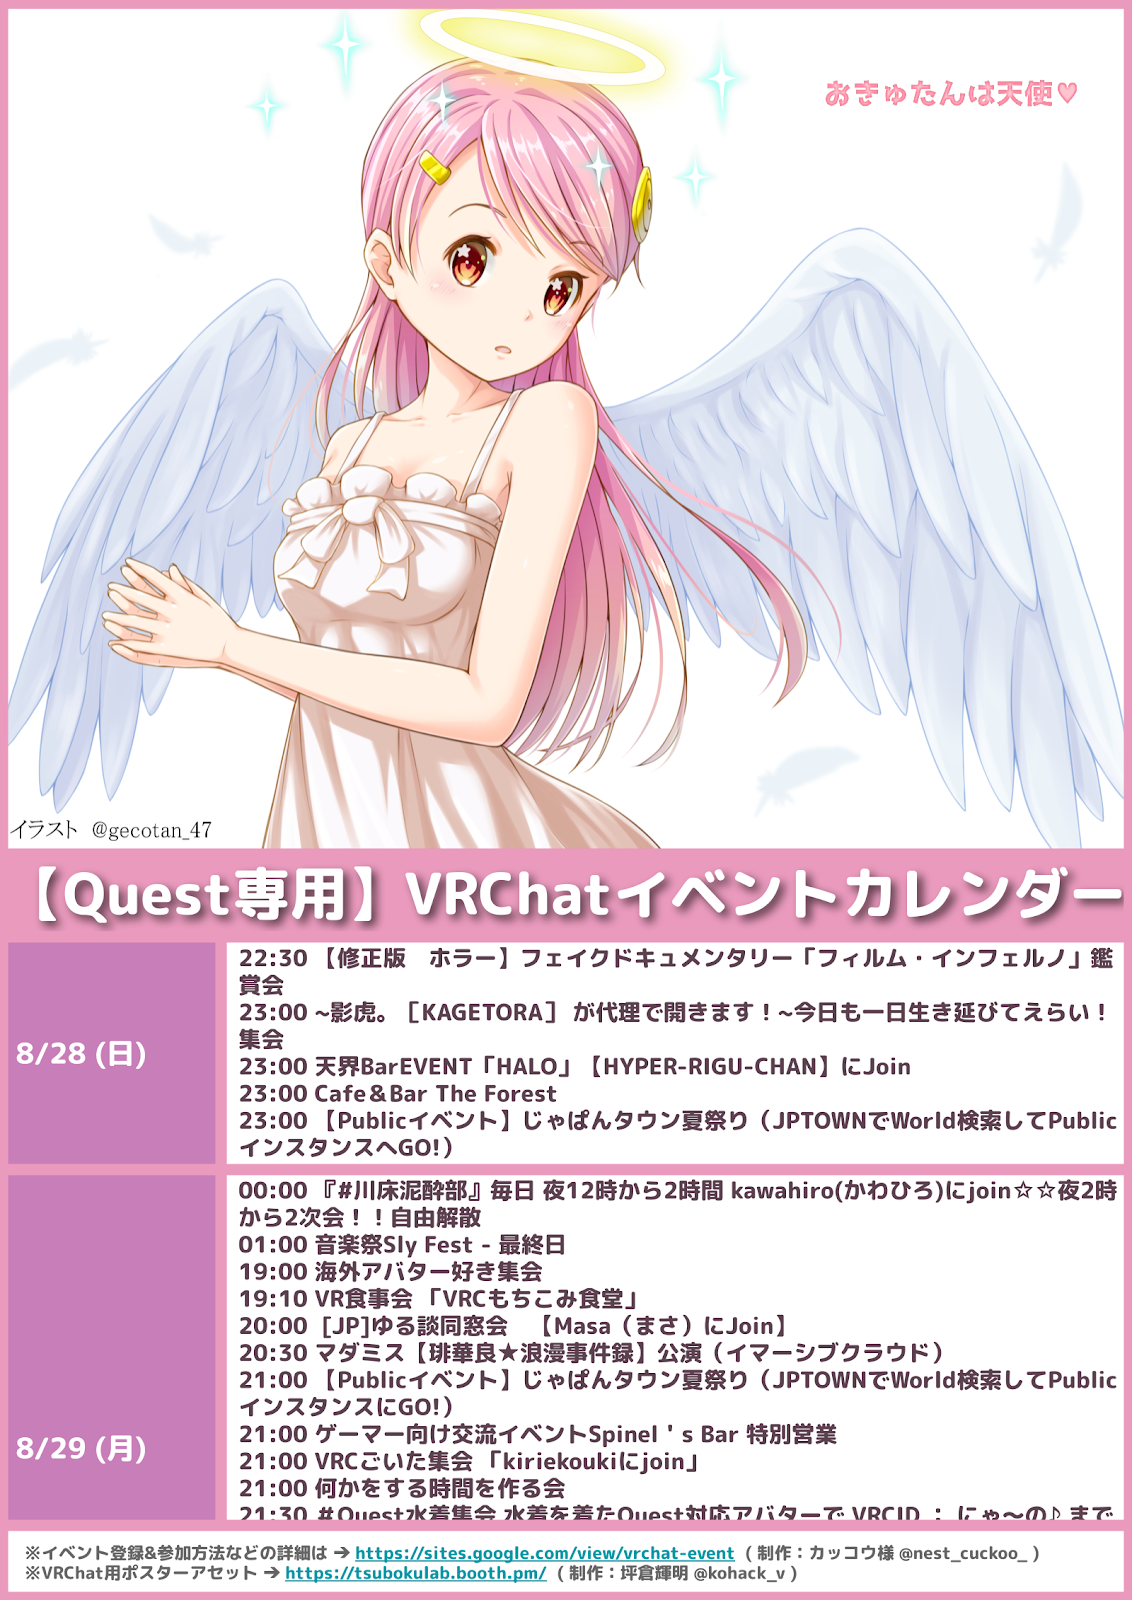 おきゅたんは天使♥
イラスト @gecotan_47
【Quest専用】VRChatイベントカレンダー
8/28 (日)
22:30 【修正版　ホラー】フェイクドキュメンタリー「フィルム・インフェルノ」鑑
賞会
23:00 ~影虎。［KAGETORA］ が代理で開きます！~今日も一日生き延びてえらい！
集会
23:00 天界BarEVENT「HALO」【HYPER-RIGU-CHAN】にJoin
23:00 Cafe＆Bar The Forest
23:00 【Publicイベント】じゃぱんタウン夏祭り（JPTOWNでWorld検索してPublic
インスタンスへGO!）
8/29 (月)
00:00 『#川床泥酔部』毎日 夜12時から2時間 kawahiro(かわひろ)にjoin☆☆夜2時
から2次会！！自由解散
01:00 音楽祭Sly Fest - 最終日
19:00 海外アバター好き集会
19:10 VR食事会 「VRCもちこみ食堂」
20:00 [JP]ゆる談同窓会　【Masa（まさ）にJoin】
20:30 マダミス【琲華良★浪漫事件録】公演（イマーシブクラウド）
21:00 【Publicイベント】じゃぱんタウン夏祭り（JPTOWNでWorld検索してPublic
インスタンスにGO!）
21:00 ゲーマー向け交流イベントSpinel ' s Bar 特別営業
21:00 VRCごいた集会 「kiriekoukiにjoin」
21:00 何かをする時間を作る会
21:30 ＃Quest水着集会 水着を着たQuest対応アバターで VRCID ； にゃ〜の♪ まで
※イベント登録&参加方法などの詳細は ➔ https://sites.google.com/view/vrchat-event ( 制作：カッコウ様 @nest_cuckoo_ )
※VRChat用ポスターアセット ➔ https://tsubokulab.booth.pm/ ( 制作：坪倉輝明 @kohack_v )